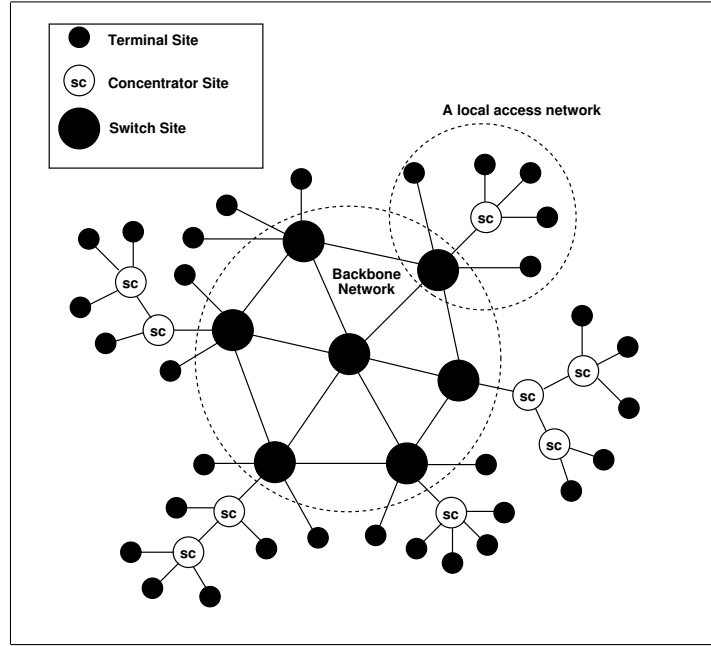 Terminal Site
sc Concentrator Site
Switch Site
A local access network
sc
Backbone
Network
sc
sc
sc
sc
sc
sc
sc
sc